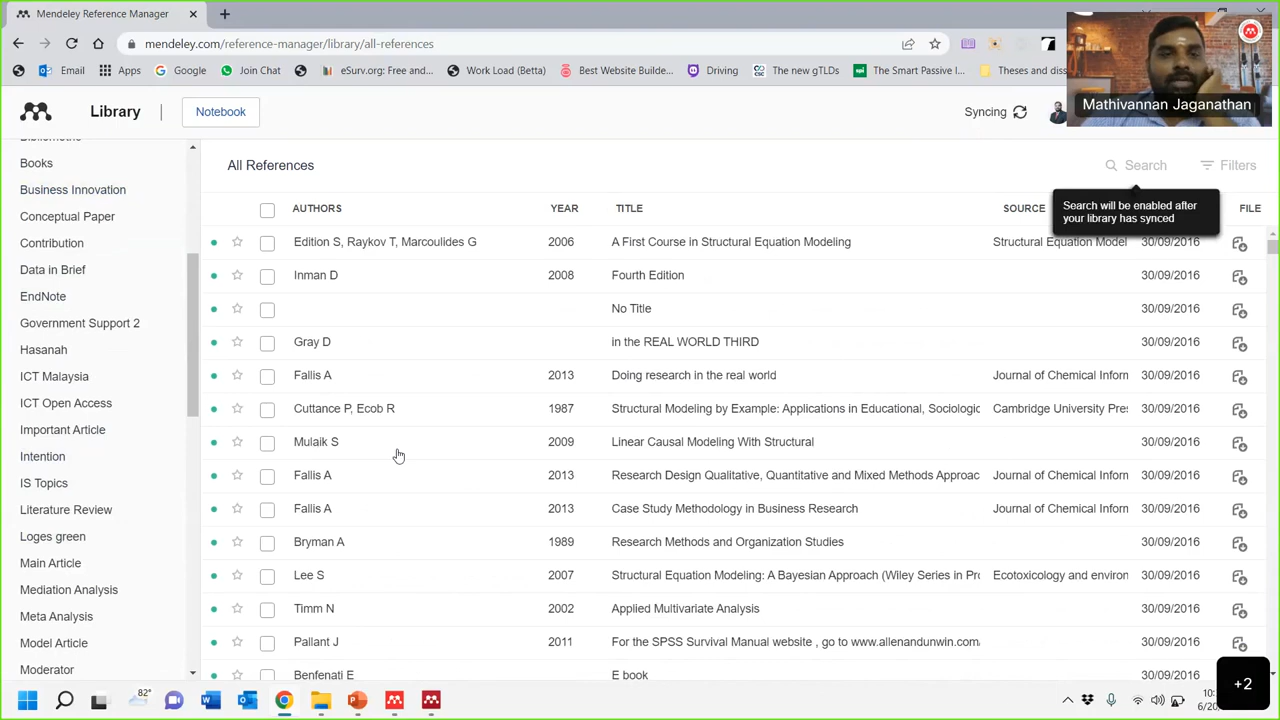 Mendeley Reference Manager
mendeley.com/reference-manager/library/all-references
Email
Apps
Google
Join Chat
eSurv.org: Free and...
Work Load (Betta)
Best Website Builde...
Driving
The new gTLDs
The Smart Passive I...
Theses and dis
Mathivannan Jaganathan
Library
Notebook
Syncing
Bibliometric
Books
Business Innovation
Conceptual Paper
Contribution
Data in Brief
EndNote
Government Support 2
Hasanah
ICT Malaysia
ICT Open Access
Important Article
Intention
IS Topics
Literature Review
Loges green
Main Article
Mediation Analysis
Meta Analysis
Model Article
Moderator
All References
Search
Filters
Search will be enabled after
your library has synced
AUTHORS YEAR TITLE SOURCE FILE
Edition S, Raykov T, Marcoulides G 2006 A First Course in Structural Equation Modeling Structural Equation Model 30/09/2016
Inman D 2008 Fourth Edition 30/09/2016
No Title 30/09/2016
Gray D in the REAL WORLD THIRD 30/09/2016
Fallis A 2013 Doing research in the real world Journal of Chemical Inforn 30/09/2016
Cuttance P, Ecob R 1987 Structural Modeling by Example: Applications in Educational, Sociologic Cambridge University Pres 30/09/2016
Mulaik S 2009 Linear Causal Modeling With Structural 30/09/2016
Fallis A 2013 Research Design Qualitative, Quantitative and Mixed Methods Approac Journal of Chemical Inforn 30/09/2016
Fallis A 2013 Case Study Methodology in Business Research Journal of Chemical Inforn 30/09/2016
Bryman A 1989 Research Methods and Organization Studies 30/09/2016
Lee S 2007 Structural Equation Modeling: A Bayesian Approach (Wiley Series in Pro Ecotoxicology and environ 30/09/2016
Timm N 2002 Applied Multivariate Analysis 30/09/2016
Pallant J 2011 For the SPSS Survival Manual website , go to www.allenandunwin.com/ 30/09/2016
Benfenati E E book 30/09/2016
82°
10:
6/20
+2